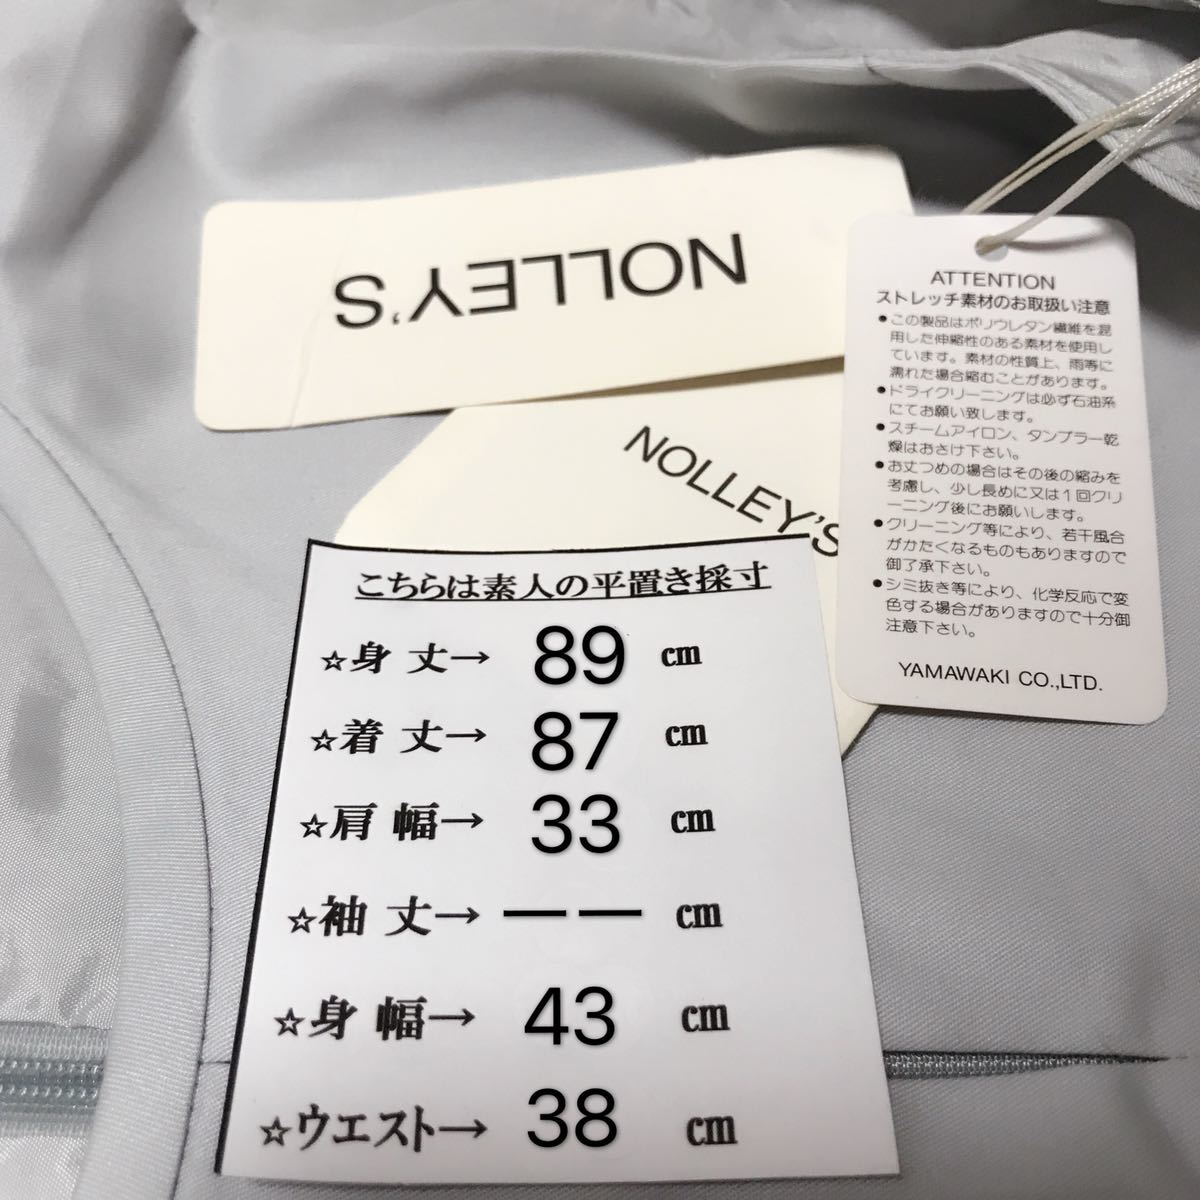 NOLLEY'S
NOLLEY'S
ATTENTION
ストレッチ素材のお取扱い注意
●この製品はポリウレタン繊維を混
用した伸縮性のある素材を使用し
ています。素材の性質上、雨等に
濡れた場合縮むことがあります。
●ドライクリーニングは必ず石油系
にてお願い致します。
●スチームアイロン、タンブラー乾
燥はおさけ下さい。
●お丈つめの場合はその後の縮みを
考慮し、少し長めに又は1回クリ
ーニング後にお願いします。
●クリーニング等により、若干風合
がかたくなるものもありますので
御了承下さい。
●シミ抜き等により、化学反応で変
色する場合がありますので十分御
注意下さい。
YAMAWAKI CO.,LTD.
こちらは素人の平置き採寸
☆身 丈→ 89 cm
☆着 丈→ 87 cm
☆肩 幅→ 33 cm
☆袖 丈→ ーー cm
☆身 幅→ 43 cm
☆ウエスト→ 38 cm